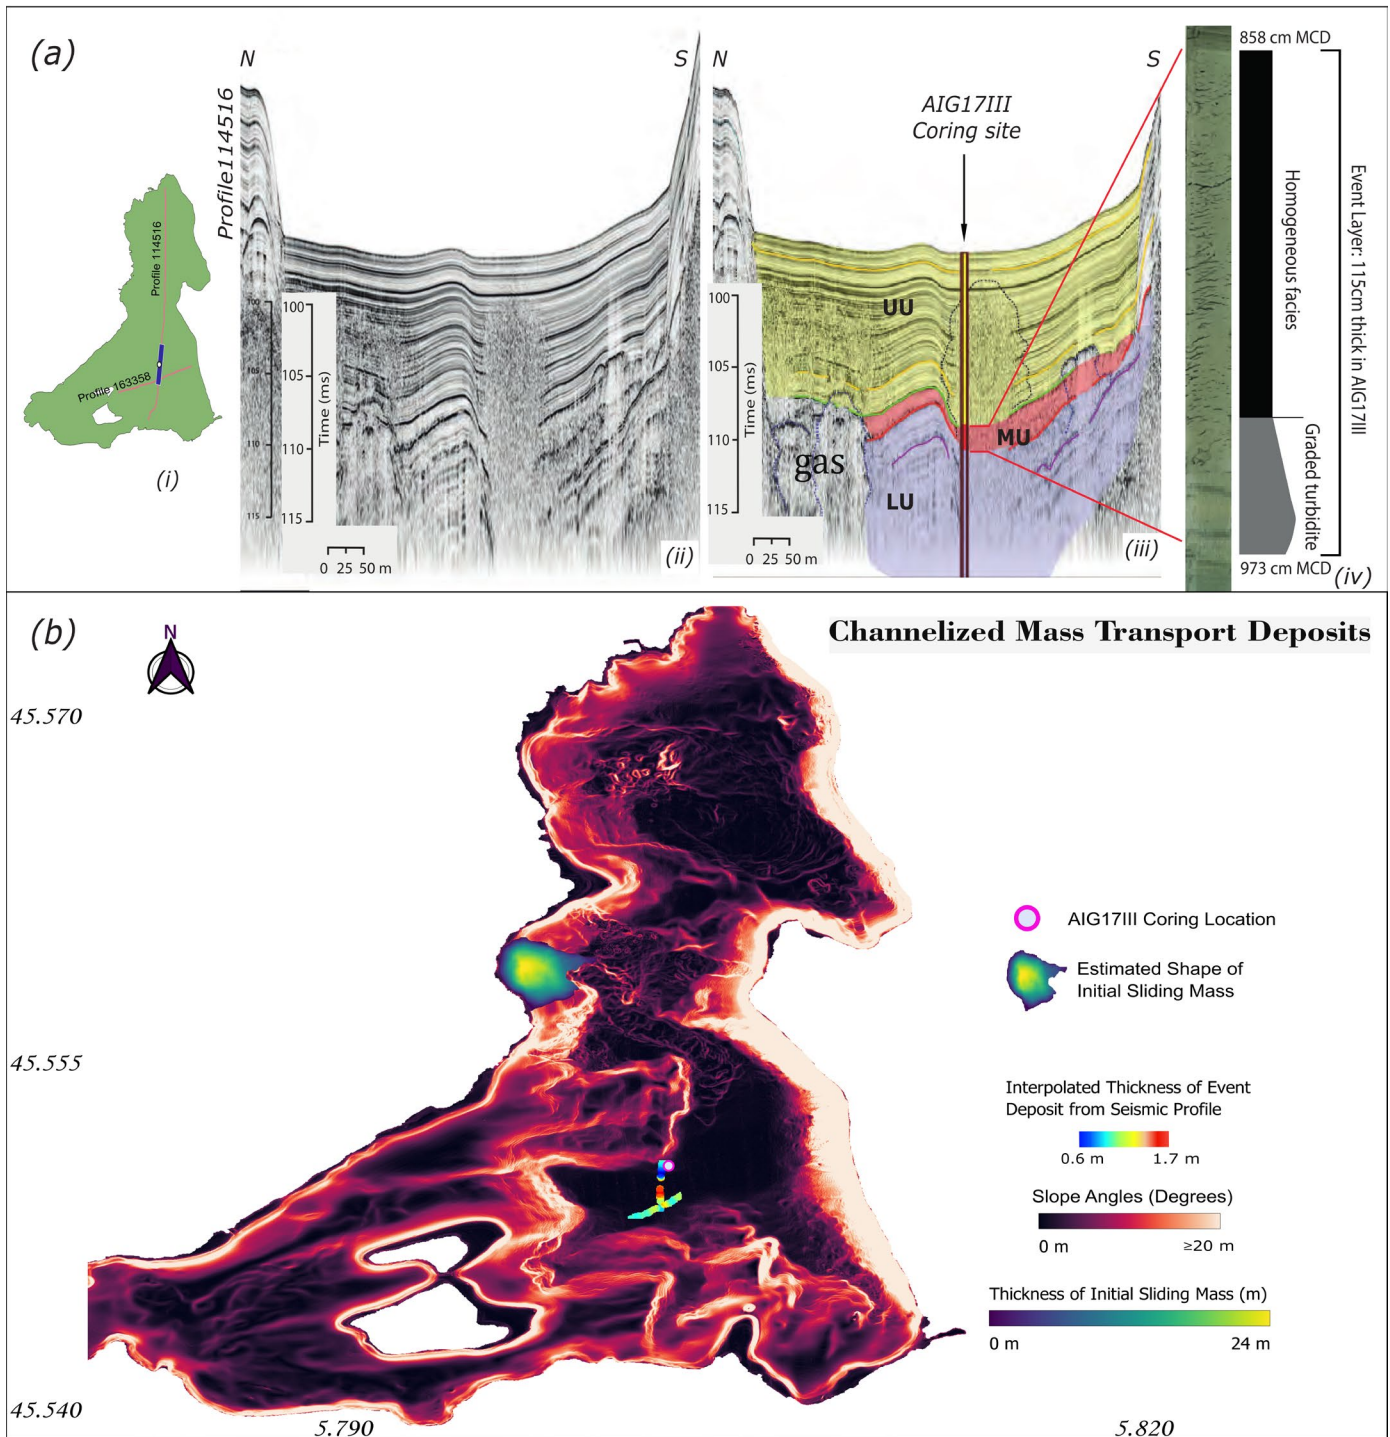 (a)
Profile 114516
Profile 163358
(i)
Profile114516
N
S
100
105
110
115
100
105
110
115
Time (ms)
0 25 50 m
(ii)
N
S
AIG17III
Coring site
100
105
110
115
Time (ms)
UU
MU
LU
gas
0 25 50 m
(iii)
858 cm MCD
Homogeneous facies
Graded turbidite
Event Layer: 115cm thick in AIG17III
973 cm MCD
(iv)
(b)
N
Channelized Mass Transport Deposits
45.570
45.555
45.540
5.790
5.820
AIG17III Coring Location
Estimated Shape of
Initial Sliding Mass
Interpolated Thickness of Event
Deposit from Seismic Profile
0.6 m 1.7 m
Slope Angles (Degrees)
0 m ≥20 m
Thickness of Initial Sliding Mass (m)
0 m 24 m